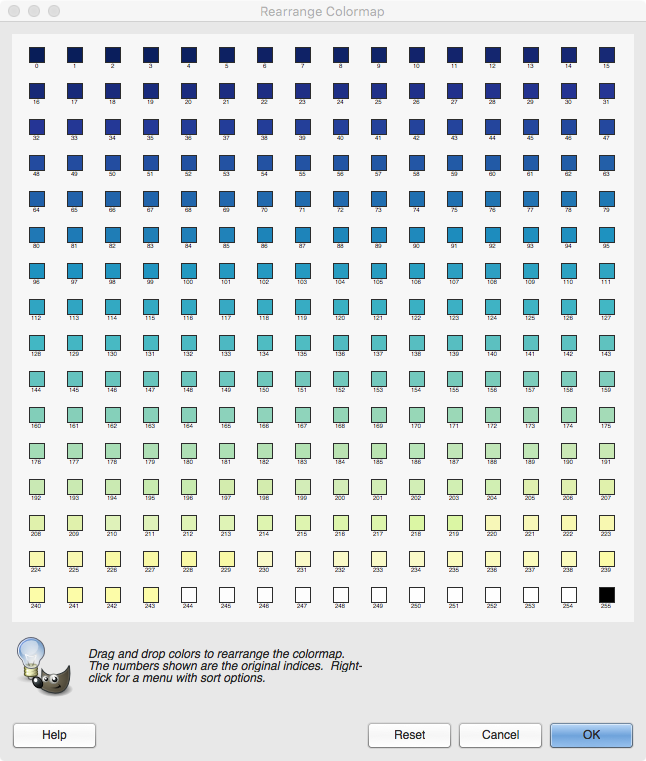 Rearrange Colormap
0 1 2 3 4 5 6 7 8 9 10 11 12 13 14 15
16 17 18 19 20 21 22 23 24 25 26 27 28 29 30 31
32 33 34 35 36 37 38 39 40 41 42 43 44 45 46 47
48 49 50 51 52 53 54 55 56 57 58 59 60 61 62 63
64 65 66 67 68 69 70 71 72 73 74 75 76 77 78 79
80 81 82 83 84 85 86 87 88 89 90 91 92 93 94 95
96 97 98 99 100 101 102 103 104 105 106 107 108 109 110 111
112 113 114 115 116 117 118 119 120 121 122 123 124 125 126 127
128 129 130 131 132 133 134 135 136 137 138 139 140 141 142 143
144 145 146 147 148 149 150 151 152 153 154 155 156 157 158 159
160 161 162 163 164 165 166 167 168 169 170 171 172 173 174 175
176 177 178 179 180 181 182 183 184 185 186 187 188 189 190 191
192 193 194 195 196 197 198 199 200 201 202 203 204 205 206 207
208 209 210 211 212 213 214 215 216 217 218 219 220 221 222 223
224 225 226 227 228 229 230 231 232 233 234 235 236 237 238 239
240 241 242 243 244 245 246 247 248 249 250 251 252 253 254 255
Drag and drop colors to rearrange the colormap.
The numbers shown are the original indices.  Right-
click for a menu with sort options.
Help Reset Cancel OK